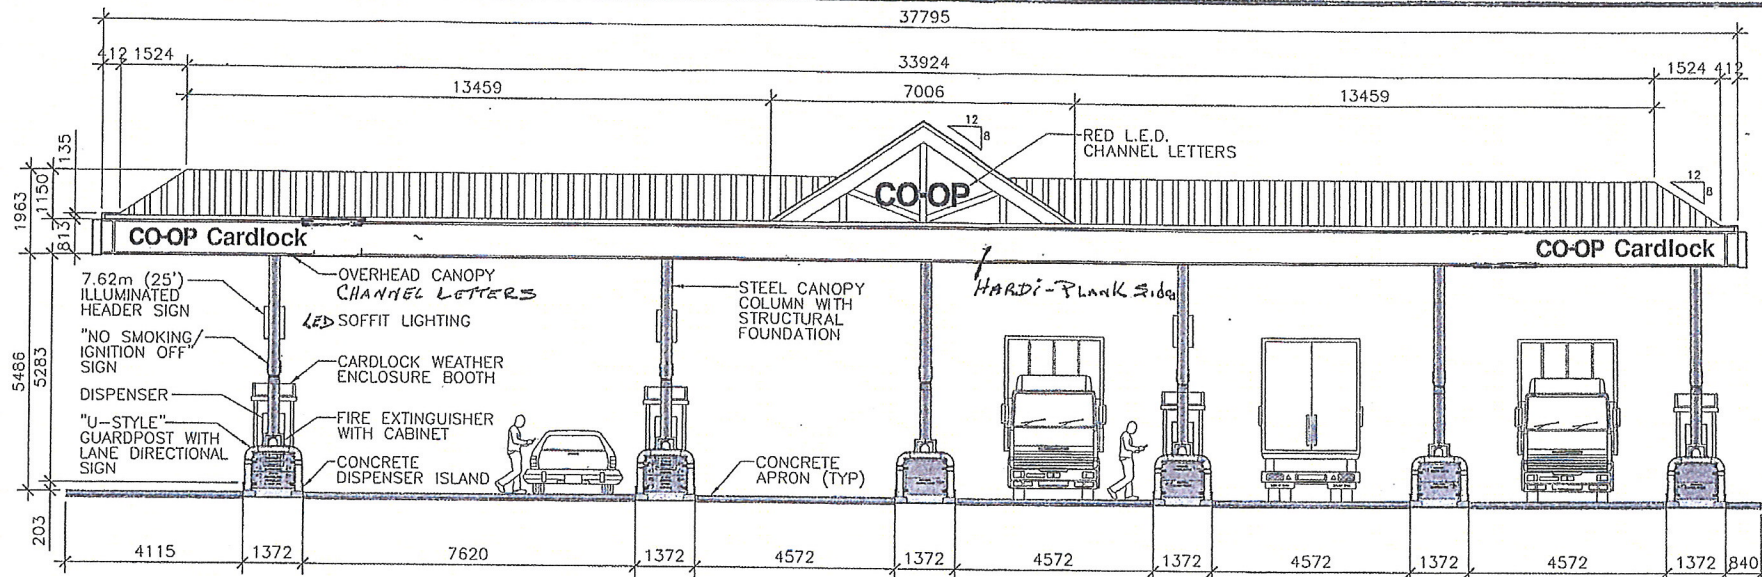 37795
412 1524 33924 1524 412
13459 7006 13459
12
8
RED L.E.D.
CHANNEL LETTERS
12
8
135
1150
1963
813
CO-OP
CO-OP Cardlock
CO-OP Cardlock
7.62m (25')
ILLUMINATED
HEADER SIGN
"NO SMOKING/
IGNITION OFF"
SIGN
DISPENSER
"U-STYLE"
GUARDPOST WITH
LANE DIRECTIONAL
SIGN
OVERHEAD CANOPY
CHANNEL LETTERS
LED SOFFIT LIGHTING
CARDLOCK WEATHER
ENCLOSURE BOOTH
FIRE EXTINGUISHER
WITH CABINET
CONCRETE
DISPENSER ISLAND
STEEL CANOPY
COLUMN WITH
STRUCTURAL
FOUNDATION
HARDI-PLANK Side
CONCRETE
APRON (TYP)
5486
5283
203
4115 1372 7620 1372 4572 1372 4572 1372 4572 1372 4572 1372 840